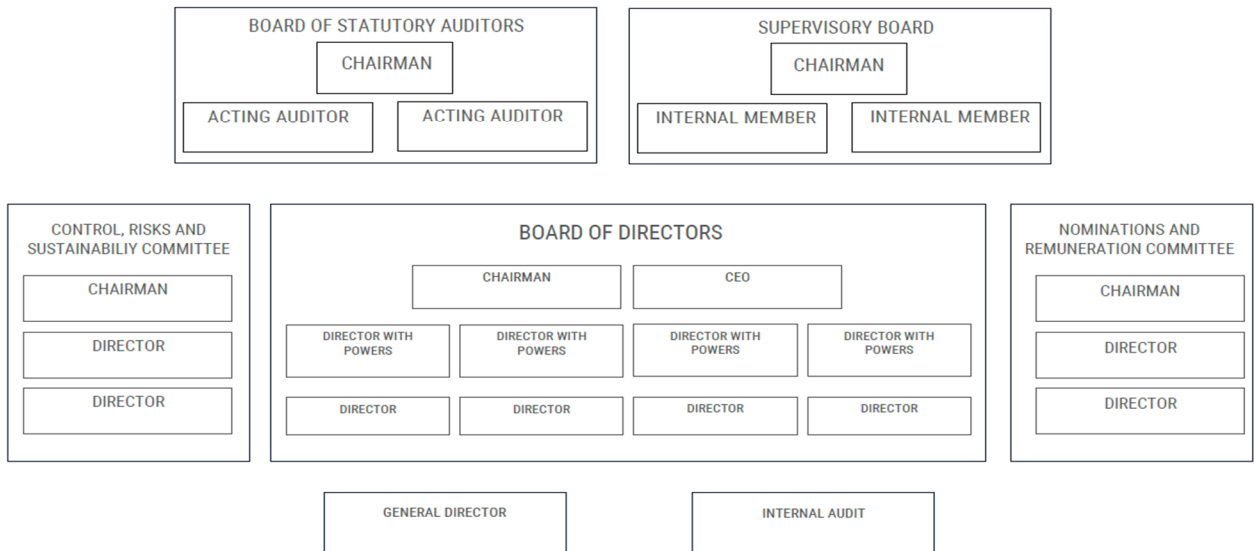 BOARD OF STATUTORY AUDITORS
CHAIRMAN
ACTING AUDITOR
ACTING AUDITOR
SUPERVISORY BOARD
CHAIRMAN
INTERNAL MEMBER
INTERNAL MEMBER
CONTROL, RISKS AND
SUSTAINABILIY COMMITTEE
CHAIRMAN
DIRECTOR
DIRECTOR
BOARD OF DIRECTORS
CHAIRMAN
CEO
DIRECTOR WITH
POWERS
DIRECTOR WITH
POWERS
DIRECTOR WITH
POWERS
DIRECTOR WITH
POWERS
DIRECTOR
DIRECTOR
DIRECTOR
DIRECTOR
NOMINATIONS AND
REMUNERATION COMMITTEE
CHAIRMAN
DIRECTOR
DIRECTOR
GENERAL DIRECTOR
INTERNAL AUDIT